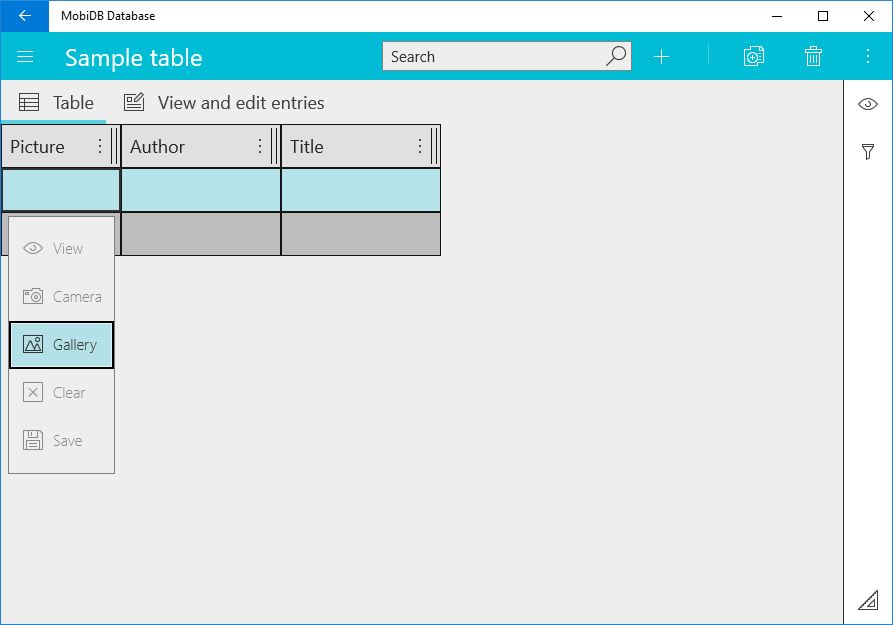 MobiDB Database
Sample table
Search
Table
View and edit entries
Picture
Author
Title
View
Camera
Gallery
Clear
Save